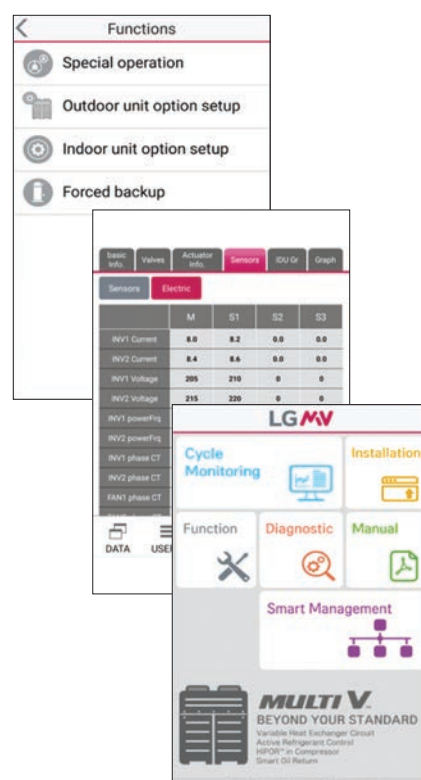 Functions
Special operation
Outdoor unit option setup
Indoor unit option setup
Forced backup
basic Info. Valves Actuator Info. Sensors IDU Gr Graph
Sensors Electric
M S1 S2 S3
INV1 Current 8.0 8.2 0.0 0.0
INV2 Current 8.4 8.6 0.0 0.0
INV1 Voltage 205 210 0 0
INV2 Voltage 215 220 0 0
INV1 powerFrq
INV2 powerFrq
INV1 phase CT
INV2 phase CT
FAN1 phase CT
DATA
LG MV
Cycle
Monitoring
Installation
Function
Diagnostic
Manual
Smart Management
MULTI V
BEYOND YOUR STANDARD
Variable Heat Exchanger Circuit
Active Refrigerant Control
HiPOR™ in Compressor
Smart Oil Return